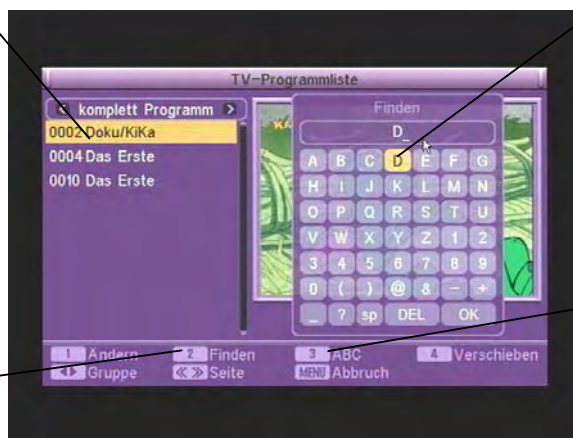 TV-Programmliste
komplett Programm
0002 Doku/KiKa
0004 Das Erste
0010 Das Erste
Finden
D_
A B C D E F G
H I J K L M N
O P Q R S T U
V W X Y Z 1 2
3 4 5 6 7 8 9
0 ( ) @ & - +
_ ? sp DEL OK
1 Ändern 2 Finden 3 ABC 4 Verschieben
Gruppe Seite MENU Abbruch